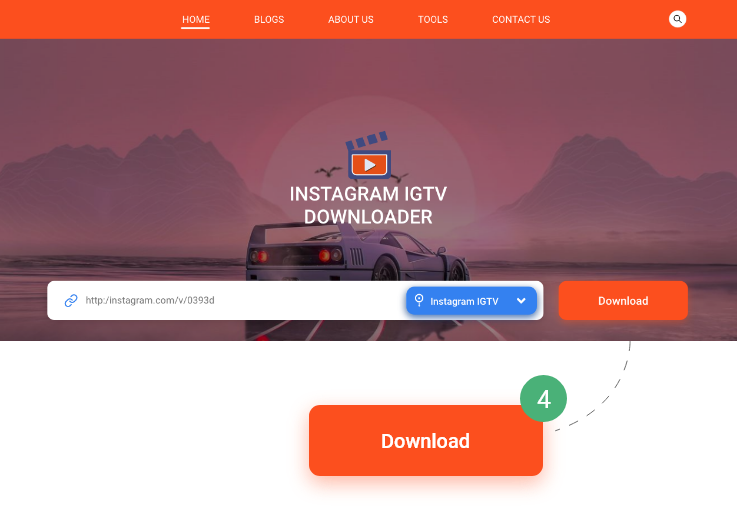 HOME BLOGS ABOUT US TOOLS CONTACT US
INSTAGRAM IGTV
DOWNLOADER
http:/instagram.com/v/0393d Instagram IGTV Download
4
Download